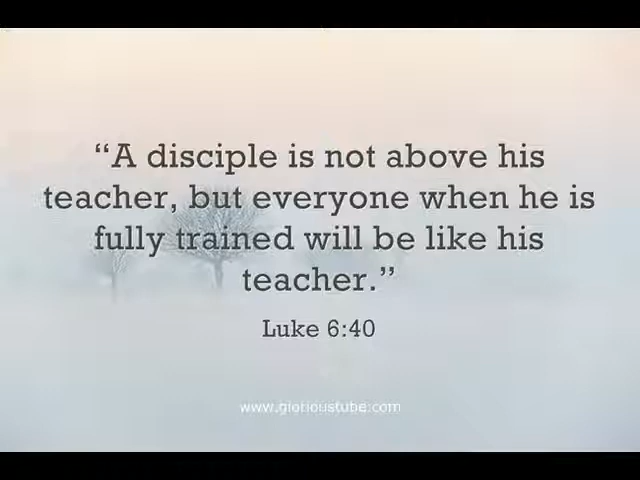 “A disciple is not above his
teacher, but everyone when he is
fully trained will be like his
teacher.”
Luke 6:40
www.glorioustube.com